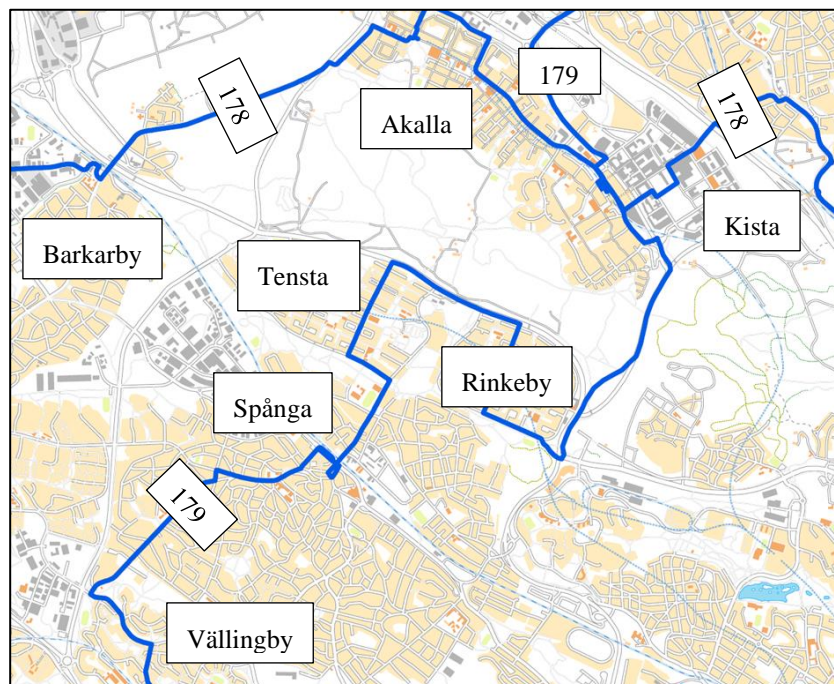 179
178
178
Akalla
Kista
Barkarby
Tensta
Rinkeby
Spånga
179
Vällingby